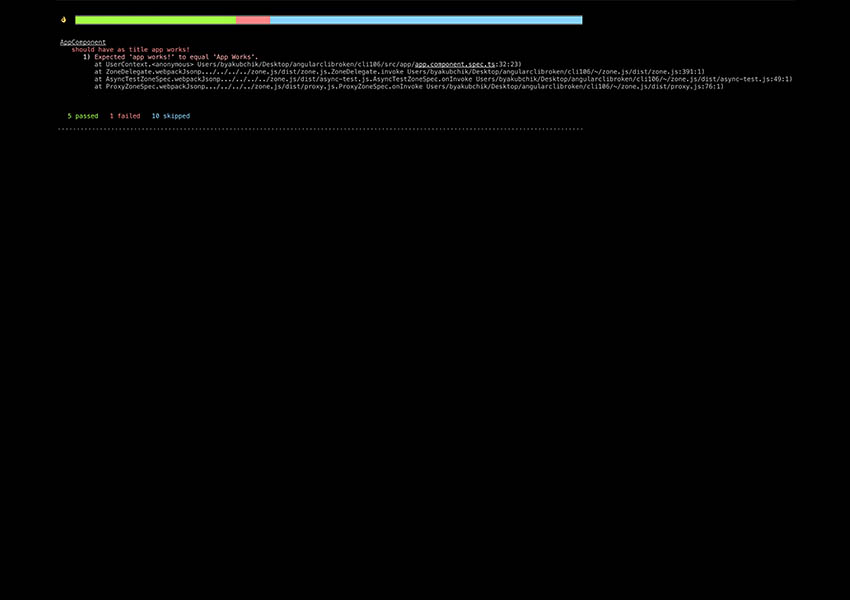 AppComponent
should have as title app works!
1) Expected 'app works!' to equal 'App Works'.
at UserContext.<anonymous> Users/byakubchik/Desktop/angularclibroken/cli106/src/app/app.component.spec.ts:32:23)
at ZoneDelegate.webpackJsonp.../../../../zone.js/dist/zone.js.ZoneDelegate.invoke Users/byakubchik/Desktop/angularclibroken/cli106/~/zone.js/dist/zone.js:391:1)
at AsyncTestZoneSpec.webpackJsonp.../../../../zone.js/dist/async-test.js.AsyncTestZoneSpec.onInvoke Users/byakubchik/Desktop/angularclibroken/cli106/~/zone.js/dist/async-test.js:49:1)
at ProxyZoneSpec.webpackJsonp.../../../../zone.js/dist/proxy.js.ProxyZoneSpec.onInvoke Users/byakubchik/Desktop/angularclibroken/cli106/~/zone.js/dist/proxy.js:76:1)
5 passed 1 failed 10 skipped